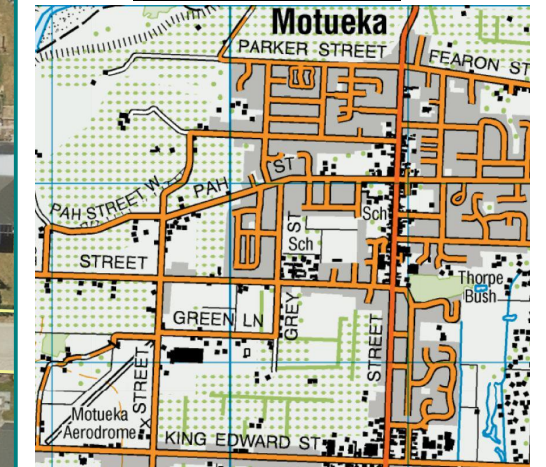 Motueka
PARKER STREET
FEARON ST
PAH ST
PAH STREET W
Sch
ST
Sch
STREET
Thorpe
Bush
GREEN LN
GREY
STREET
STREET
X
Motueka
Aerodrome
KING EDWARD ST